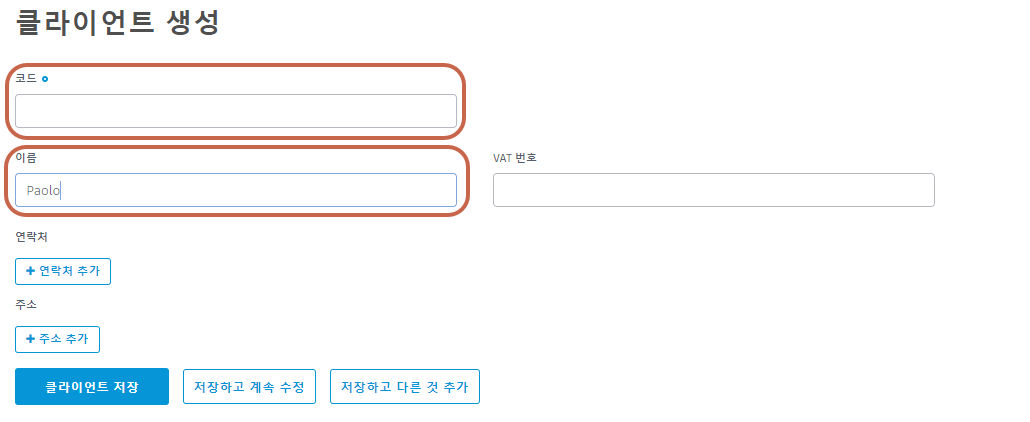 클라이언트 생성
코드
이름
VAT 번호
Paolo
연락처
+ 연락처 추가
주소
+ 주소 추가
클라이언트 저장
저장하고 계속 수정
저장하고 다른 것 추가